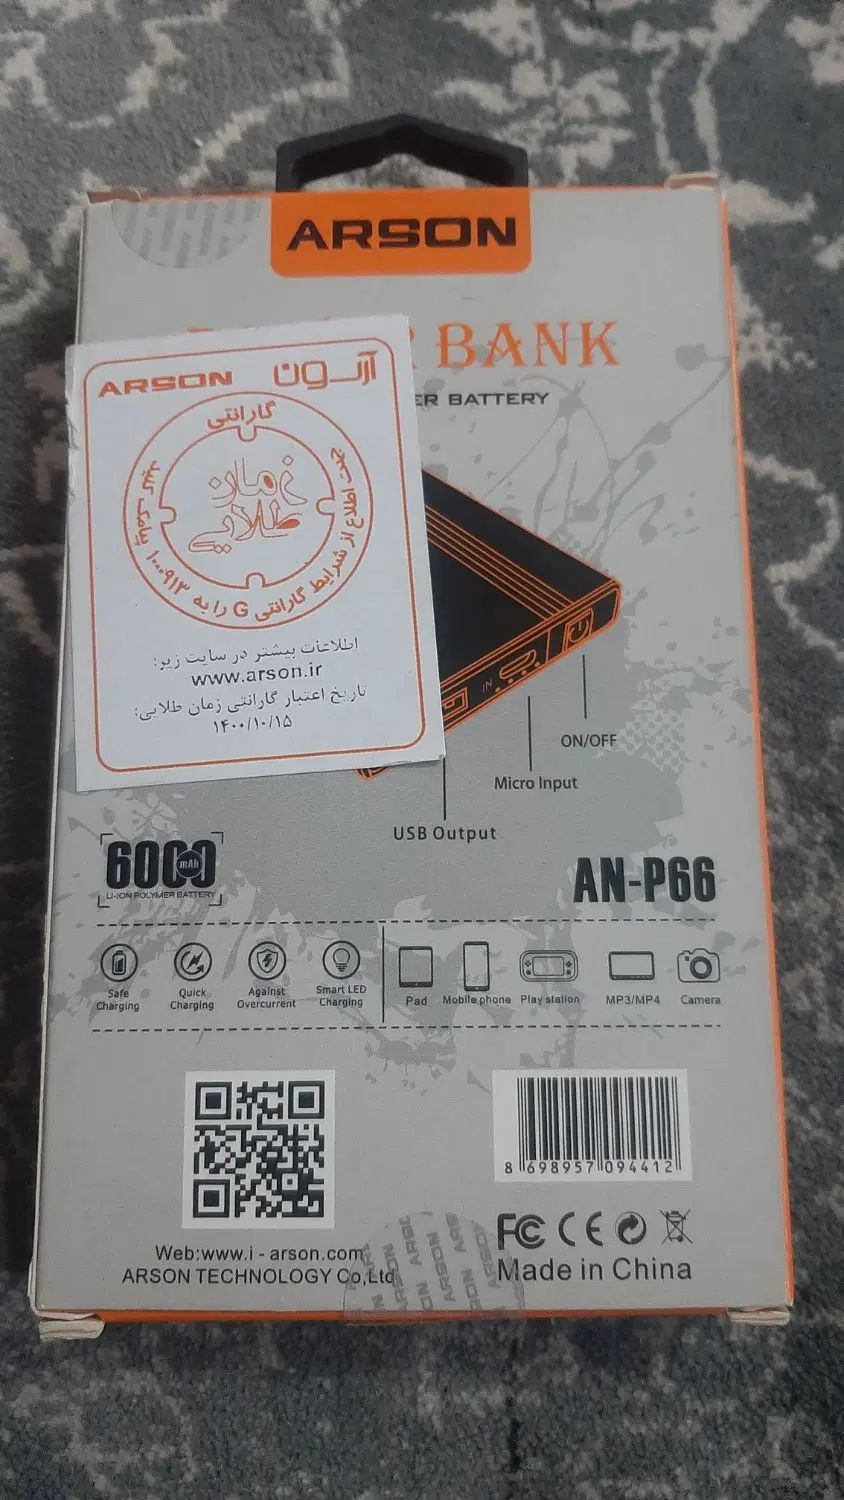 ARSON
BANK
ER BATTERY
ARSON آرسون
گارانتی
زمان
طلایی
جهت اطلاع از شرایط گارانتی G را به ۱۰۰۰۹۱۳ پیامک کنید
اطلاعات بیشتر در سایت زیر:
www.arson.ir
تاریخ اعتبار گارانتی زمان طلایی:
۱۴۰۰/۱۰/۱۵
IN
ON/OFF
Micro Input
USB Output
6000 mAh
LI-ION POLYMER BATTERY
AN-P66
Safe Charging
Quick Charging
Against Overcurrent
Smart LED Charging
Pad
Mobile phone
Play station
MP3/MP4
Camera
8 698957 094412
Web:www.i - arson.com
ARSON TECHNOLOGY Co,Ltd
FC CE
Made in China
ARSON ARSON